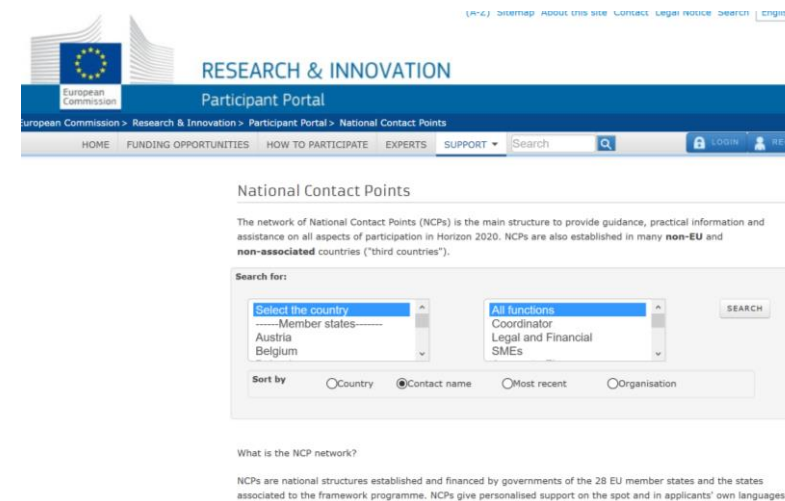 (A-Z) Sitemap About this site Contact Legal Notice Search
RESEARCH & INNOVATION
European
Commission
Participant Portal
European Commission > Research & Innovation > Participant Portal > National Contact Points
HOME FUNDING OPPORTUNITIES HOW TO PARTICIPATE EXPERTS SUPPORT Search LOGIN
National Contact Points
The network of National Contact Points (NCPs) is the main structure to provide guidance, practical information and
assistance on all aspects of participation in Horizon 2020. NCPs are also established in many non-EU and
non-associated countries ("third countries").
Search for:
Select the country
------Member states-------
Austria
Belgium
All functions
Coordinator
Legal and Financial
SMEs
SEARCH
Sort by Country Contact name Most recent Organisation
What is the NCP network?
NCPs are national structures established and financed by governments of the 28 EU member states and the states
associated to the framework programme. NCPs give personalised support on the spot and in applicants' own languages